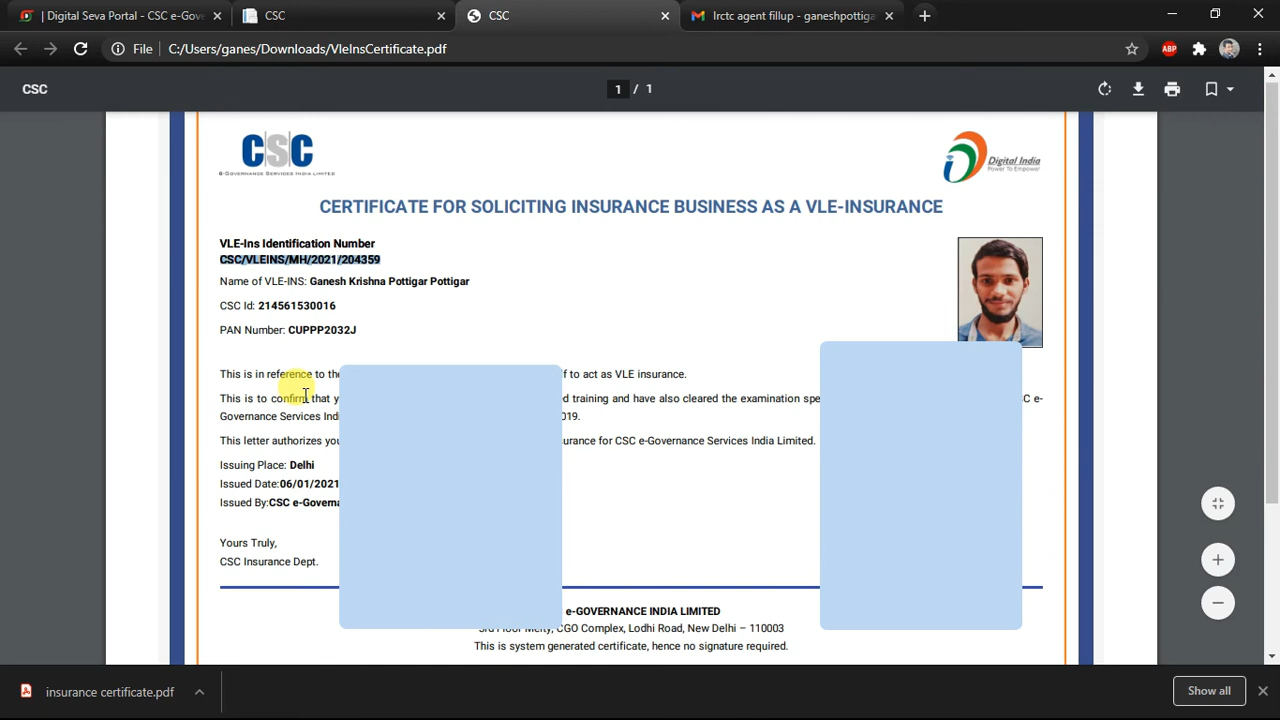 | Digital Seva Portal - CSC e-Gov
CSC
CSC
Irctc agent fillup - ganeshpottiga
File
C:/Users/ganes/Downloads/VleInsCertificate.pdf
ABP
CSC
1 / 1
CSC
E-GOVERNANCE SERVICES INDIA LIMITED
Digital India
Power To Empower
CERTIFICATE FOR SOLICITING INSURANCE BUSINESS AS A VLE-INSURANCE
VLE-Ins Identification Number
CSC/VLEINS/MH/2021/204359
Name of VLE-INS: Ganesh Krishna Pottigar Pottigar
CSC Id: 214561530016
PAN Number: CUPPP2032J
This is in reference to the f to act as VLE insurance.
This is to confirm that y d training and have also cleared the examination spe C e-
Governance Services Indi 019.
This letter authorizes you urance for CSC e-Governance Services India Limited.
Issuing Place: Delhi
Issued Date:06/01/2021
Issued By:CSC e-Governa
Yours Truly,
CSC Insurance Dept.
e-GOVERNANCE INDIA LIMITED
CGO Complex, Lodhi Road, New Delhi – 110003
This is system generated certificate, hence no signature required.
insurance certificate.pdf
Show all